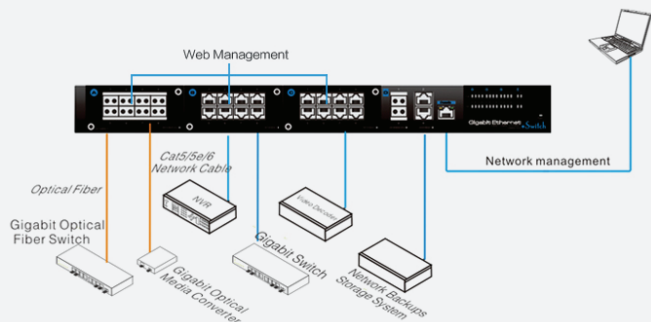 Web Management
Gigabit Ethernet
Switch
Network management
Cat5/5e/6
Network Cable
Optical Fiber
NVR
Video Decoder
Gigabit Optical
Fiber Switch
Gigabit Switch
Gigabit Optical
Media Converter
Network Backups
Storage System